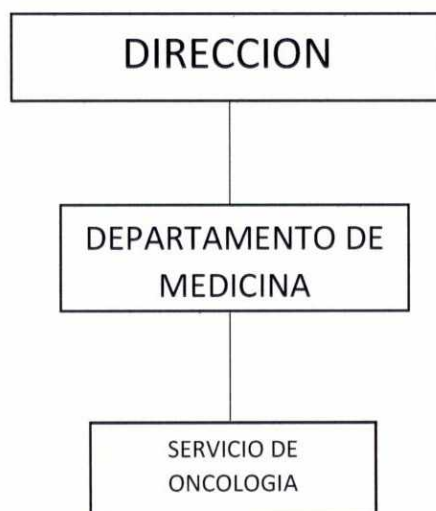 DIRECCION
DEPARTAMENTO DE
MEDICINA
SERVICIO DE
ONCOLOGIA